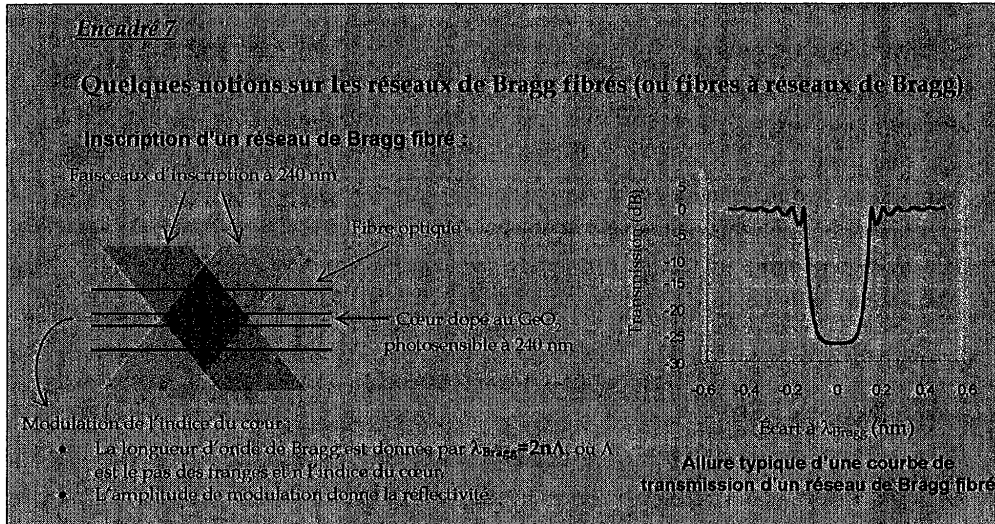 Encadré 7
Quelques notions sur les réseaux de Bragg fibrés (ou fibres à réseaux de Bragg)
Inscription d'un réseau de Bragg fibré :
Faisceaux d'inscription à 240 nm
Fibre optique
Cœur dopé au GeO₂
photosensible à 240 nm
Modulation de l'indice du cœur :
• La longueur d'onde de Bragg est donnée par λBragg=2nΛ, où Λ
est le pas des franges et n l'indice du cœur
• L'amplitude de modulation donne la réflectivité
Transmission (dB)
5
0
-5
-10
-15
-20
-25
-30
-0.6 -0.4 -0.2 0 0.2 0.4 0.6
Écart à λBragg (nm)
Allure typique d'une courbe de
transmission d'un réseau de Bragg fibré